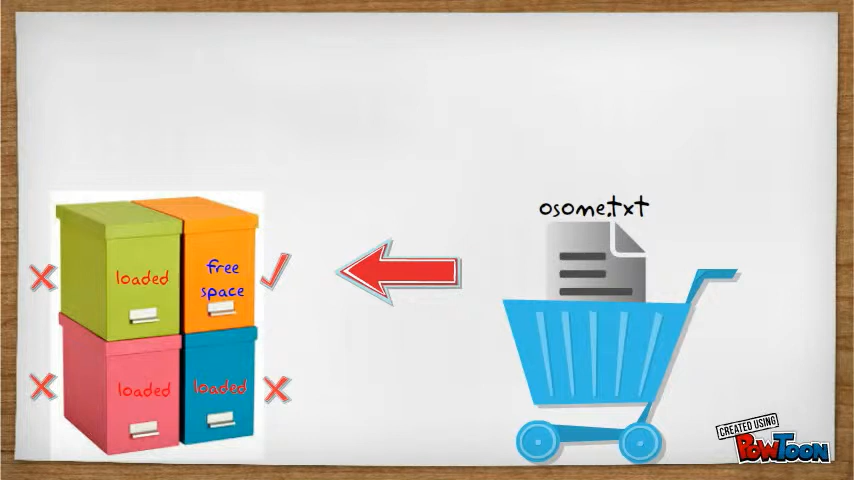 osome.txt
loaded
free
space
loaded
loaded
CREATED USING
POWTOON